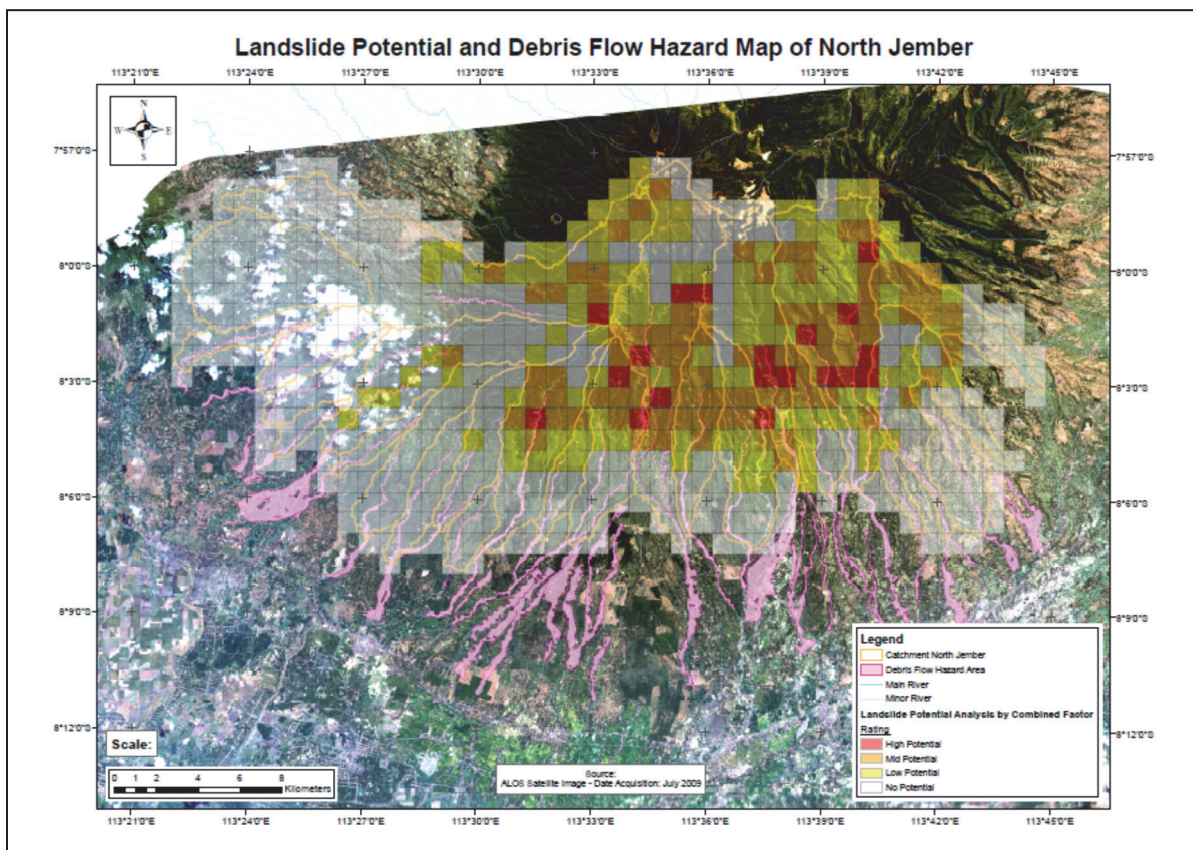 Landslide Potential and Debris Flow Hazard Map of North Jember
113°21'0"E 113°24'0"E 113°27'0"E 113°30'0"E 113°33'0"E 113°36'0"E 113°39'0"E 113°42'0"E 113°45'0"E
N
W E
S
7°57'0"S 7°57'0"S
8°0'0"S 8°0'0"S
8°3'0"S 8°3'0"S
8°6'0"S 8°6'0"S
8°9'0"S 8°9'0"S
8°12'0"S 8°12'0"S
Legend
Catchment North Jember
Debris Flow Hazard Area
Main River
Minor River
Landslide Potential Analysis by Combined Factor
Rating
High Potential
Mid Potential
Low Potential
No Potential
Scale:
0 1 2 4 6 8
Kilometers
Source:
ALOS Satellite Image - Date Acquisition: July 2009
113°21'0"E 113°24'0"E 113°27'0"E 113°30'0"E 113°33'0"E 113°36'0"E 113°39'0"E 113°42'0"E 113°45'0"E